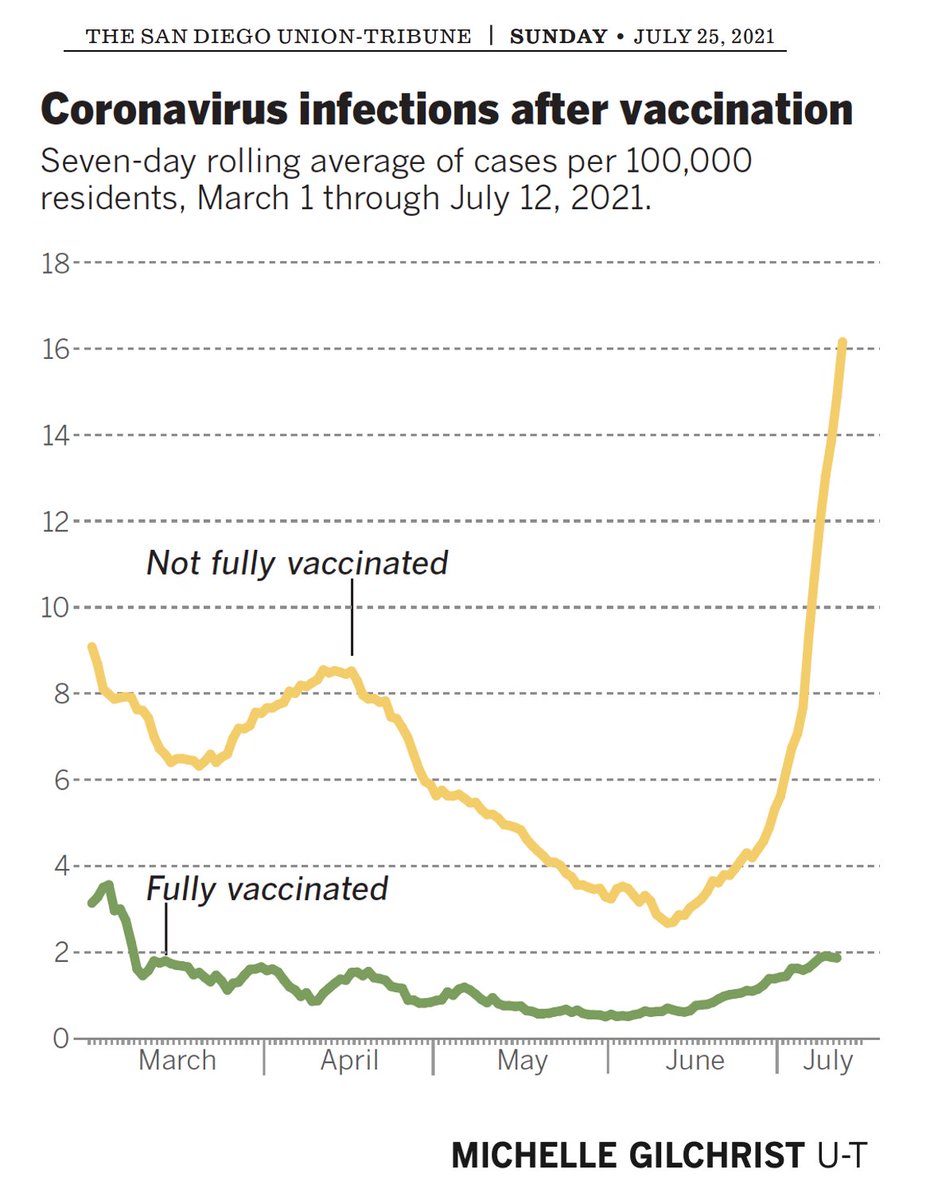 THE SAN DIEGO UNION-TRIBUNE | SUNDAY • JULY 25, 2021
Coronavirus infections after vaccination
Seven-day rolling average of cases per 100,000
residents, March 1 through July 12, 2021.
18
16
14
12
Not fully vaccinated
10
8
6
4
Fully vaccinated
2
0
March April May June July
MICHELLE GILCHRIST U-T